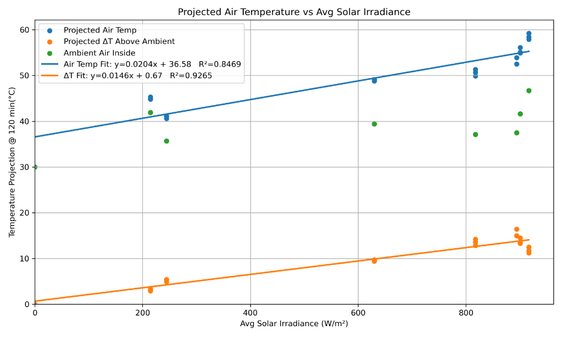 Projected Air Temperature vs Avg Solar Irradiance
Projected Air Temp
Projected ΔT Above Ambient
Ambient Air Inside
Air Temp Fit: y=0.0204x + 36.58 R²=0.8469
ΔT Fit: y=0.0146x + 0.67 R²=0.9265
Temperature Projection @ 120 min(°C)
60
50
40
30
20
10
0
0
200
400
600
800
Avg Solar Irradiance (W/m²)